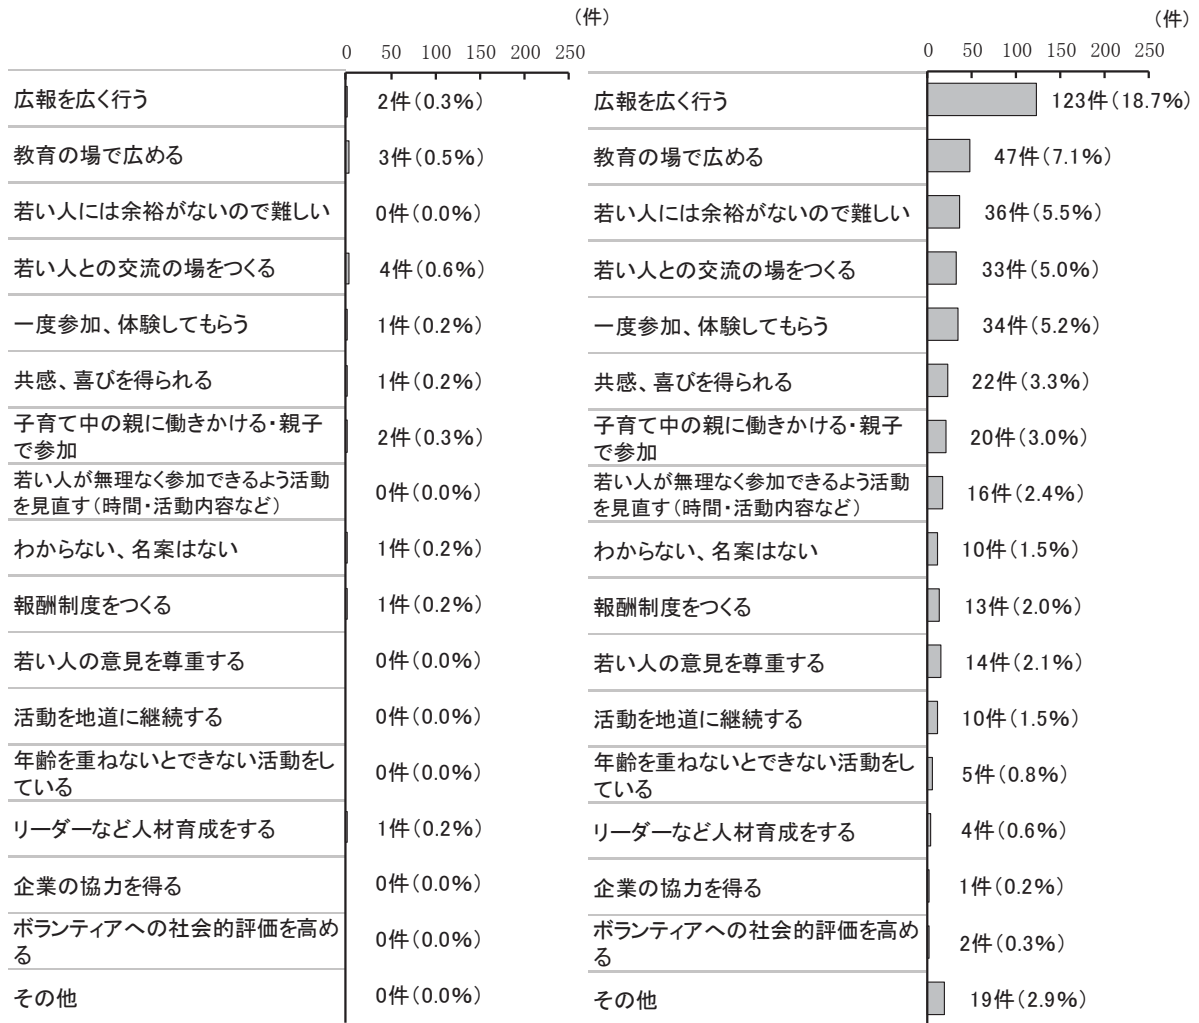 （件）
0 50 100 150 200 250
広報を広く行う 2件（0.3%）
教育の場で広める 3件（0.5%）
若い人には余裕がないので難しい 0件（0.0%）
若い人との交流の場をつくる 4件（0.6%）
一度参加、体験してもらう 1件（0.2%）
共感、喜びを得られる 1件（0.2%）
子育て中の親に働きかける・親子
で参加 2件（0.3%）
若い人が無理なく参加できるよう活動
を見直す（時間・活動内容など） 0件（0.0%）
わからない、名案はない 1件（0.2%）
報酬制度をつくる 1件（0.2%）
若い人の意見を尊重する 0件（0.0%）
活動を地道に継続する 0件（0.0%）
年齢を重ねないとできない活動をし
ている 0件（0.0%）
リーダーなど人材育成をする 1件（0.2%）
企業の協力を得る 0件（0.0%）
ボランティアへの社会的評価を高め
る 0件（0.0%）
その他 0件（0.0%）
（件）
0 50 100 150 200 250
広報を広く行う 123件（18.7%）
教育の場で広める 47件（7.1%）
若い人には余裕がないので難しい 36件（5.5%）
若い人との交流の場をつくる 33件（5.0%）
一度参加、体験してもらう 34件（5.2%）
共感、喜びを得られる 22件（3.3%）
子育て中の親に働きかける・親子
で参加 20件（3.0%）
若い人が無理なく参加できるよう活動
を見直す（時間・活動内容など） 16件（2.4%）
わからない、名案はない 10件（1.5%）
報酬制度をつくる 13件（2.0%）
若い人の意見を尊重する 14件（2.1%）
活動を地道に継続する 10件（1.5%）
年齢を重ねないとできない活動をし
ている 5件（0.8%）
リーダーなど人材育成をする 4件（0.6%）
企業の協力を得る 1件（0.2%）
ボランティアへの社会的評価を高め
る 2件（0.3%）
その他 19件（2.9%）